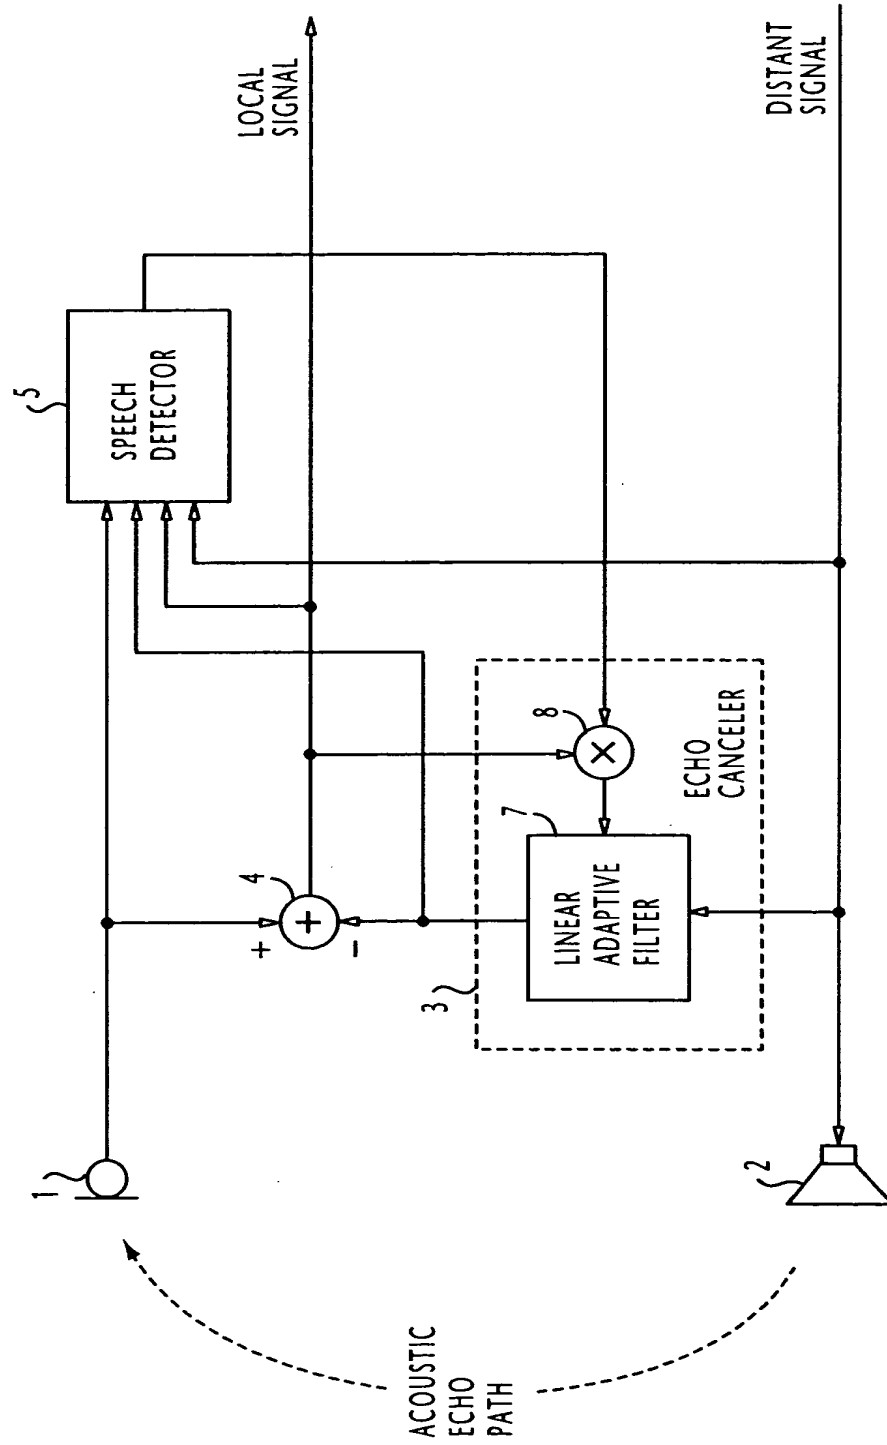 1
5
SPEECH
DETECTOR
LOCAL
SIGNAL
4
+
+
-
ACOUSTIC
ECHO
PATH
3
7
8
LINEAR
ADAPTIVE
FILTER
X
ECHO
CANCELER
2
DISTANT
SIGNAL